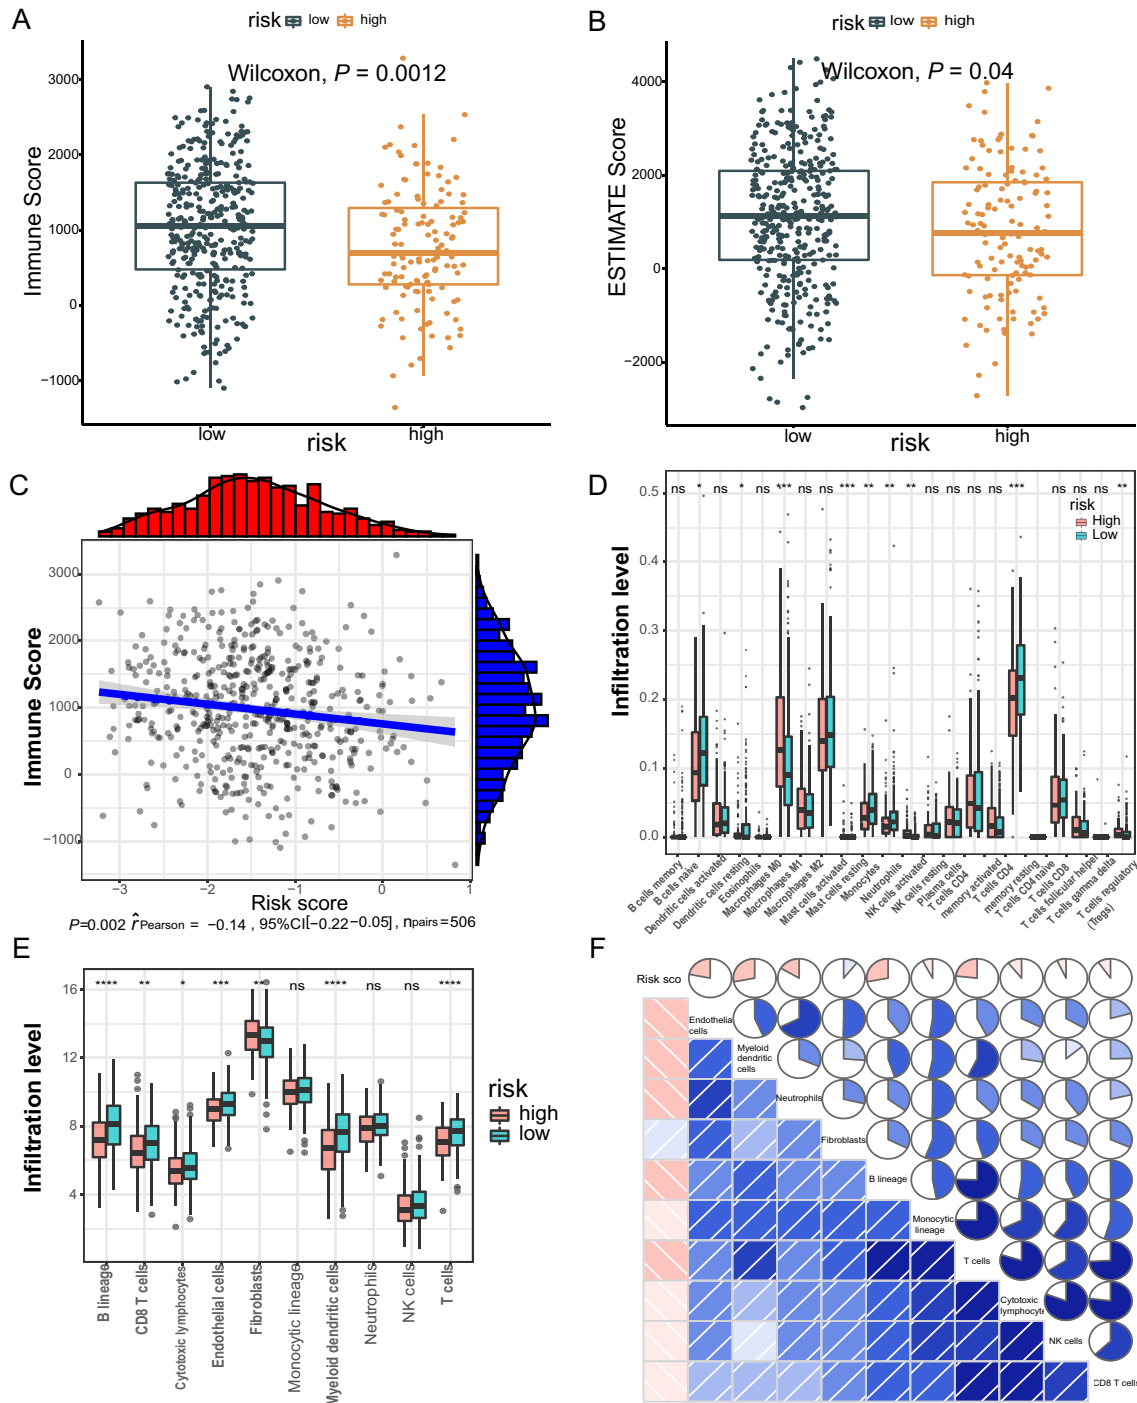 A
risk low high
Wilcoxon, P = 0.0012
Immune Score
3000
2000
1000
0
−1000
low high
risk
B
risk low high
Wilcoxon, P = 0.04
ESTIMATE Score
4000
2000
0
−2000
low high
risk
C
Immune Score
3000
2000
1000
0
−1000
−3 −2 −1 0 1
Risk score
P=0.002 r̂ Pearson = −0.14 , 95%CI[−0.22−0.05], npairs=506
D
ns * ns * ns ns ns *** ** ** ** ns ns ns ns *** ns ns ns **
risk
High
Low
Infiltration level
0.5
0.4
0.3
0.2
0.1
0.0
B cells memory
B cells naive
Dendritic cells activated
Dendritic cells resting
Eosinophils
Macrophages M0
Macrophages M1
Macrophages M2
Mast cells activated
Mast cells resting
Monocytes
Neutrophils
NK cells activated
NK cells resting
Plasma cells
T cells CD4
memory activated
T cells CD4
memory resting
T cells CD4 naive
T cells CD8
T cells follicular helper
T cells gamma delta
T cells regulatory
(Tregs)
E
**** ** * *** ** ns **** ns ns ****
Infiltration level
16
12
8
4
risk
high
low
B lineage
CD8 T cells
Cytotoxic lymphocytes
Endothelial cells
Fibroblasts
Monocytic lineage
Myeloid dendritic cells
Neutrophils
NK cells
T cells
F
Risk sco
Endothelia
cells
Myeloid
dendritic
cells
Neutrophils
Fibroblasts
B lineage
Monocytic
lineage
T cells
Cytotoxic
lymphocyte
NK cells
CD8 T cells